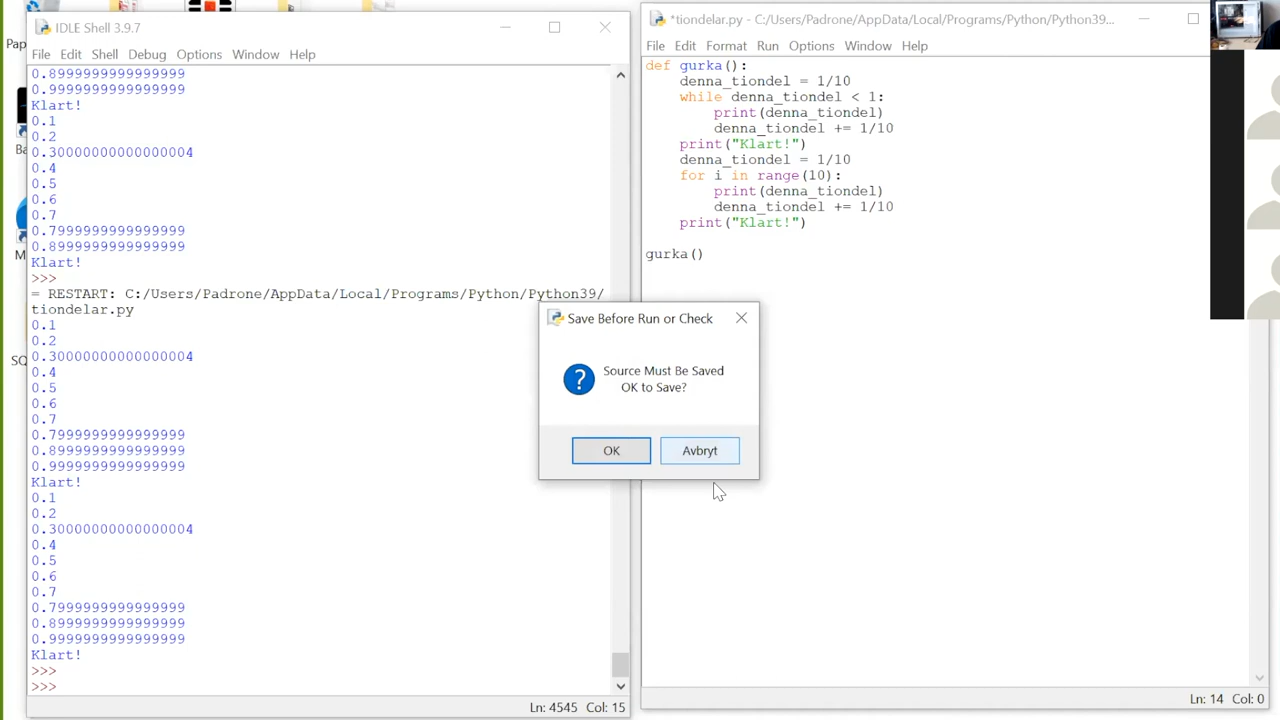 IDLE Shell 3.9.7
File Edit Shell Debug Options Window Help
0.8999999999999999
0.9999999999999999
Klart!
0.1
0.2
0.30000000000000004
0.4
0.5
0.6
0.7
0.7999999999999999
0.8999999999999999
Klart!
>>>
= RESTART: C:/Users/Padrone/AppData/Local/Programs/Python/Python39/
tiondelar.py
0.1
0.2
0.30000000000000004
0.4
0.5
0.6
0.7
0.7999999999999999
0.8999999999999999
0.9999999999999999
Klart!
0.1
0.2
0.30000000000000004
0.4
0.5
0.6
0.7
0.7999999999999999
0.8999999999999999
0.9999999999999999
Klart!
>>>
>>>
Ln: 4545 Col: 15
*tiondelar.py - C:/Users/Padrone/AppData/Local/Programs/Python/Python39...
File Edit Format Run Options Window Help
def gurka():
    denna_tiondel = 1/10
    while denna_tiondel < 1:
        print(denna_tiondel)
        denna_tiondel += 1/10
    print("Klart!")
    denna_tiondel = 1/10
    for i in range(10):
        print(denna_tiondel)
        denna_tiondel += 1/10
    print("Klart!")
gurka()
Ln: 14 Col: 0
Save Before Run or Check
Source Must Be Saved
OK to Save?
OK
Avbryt